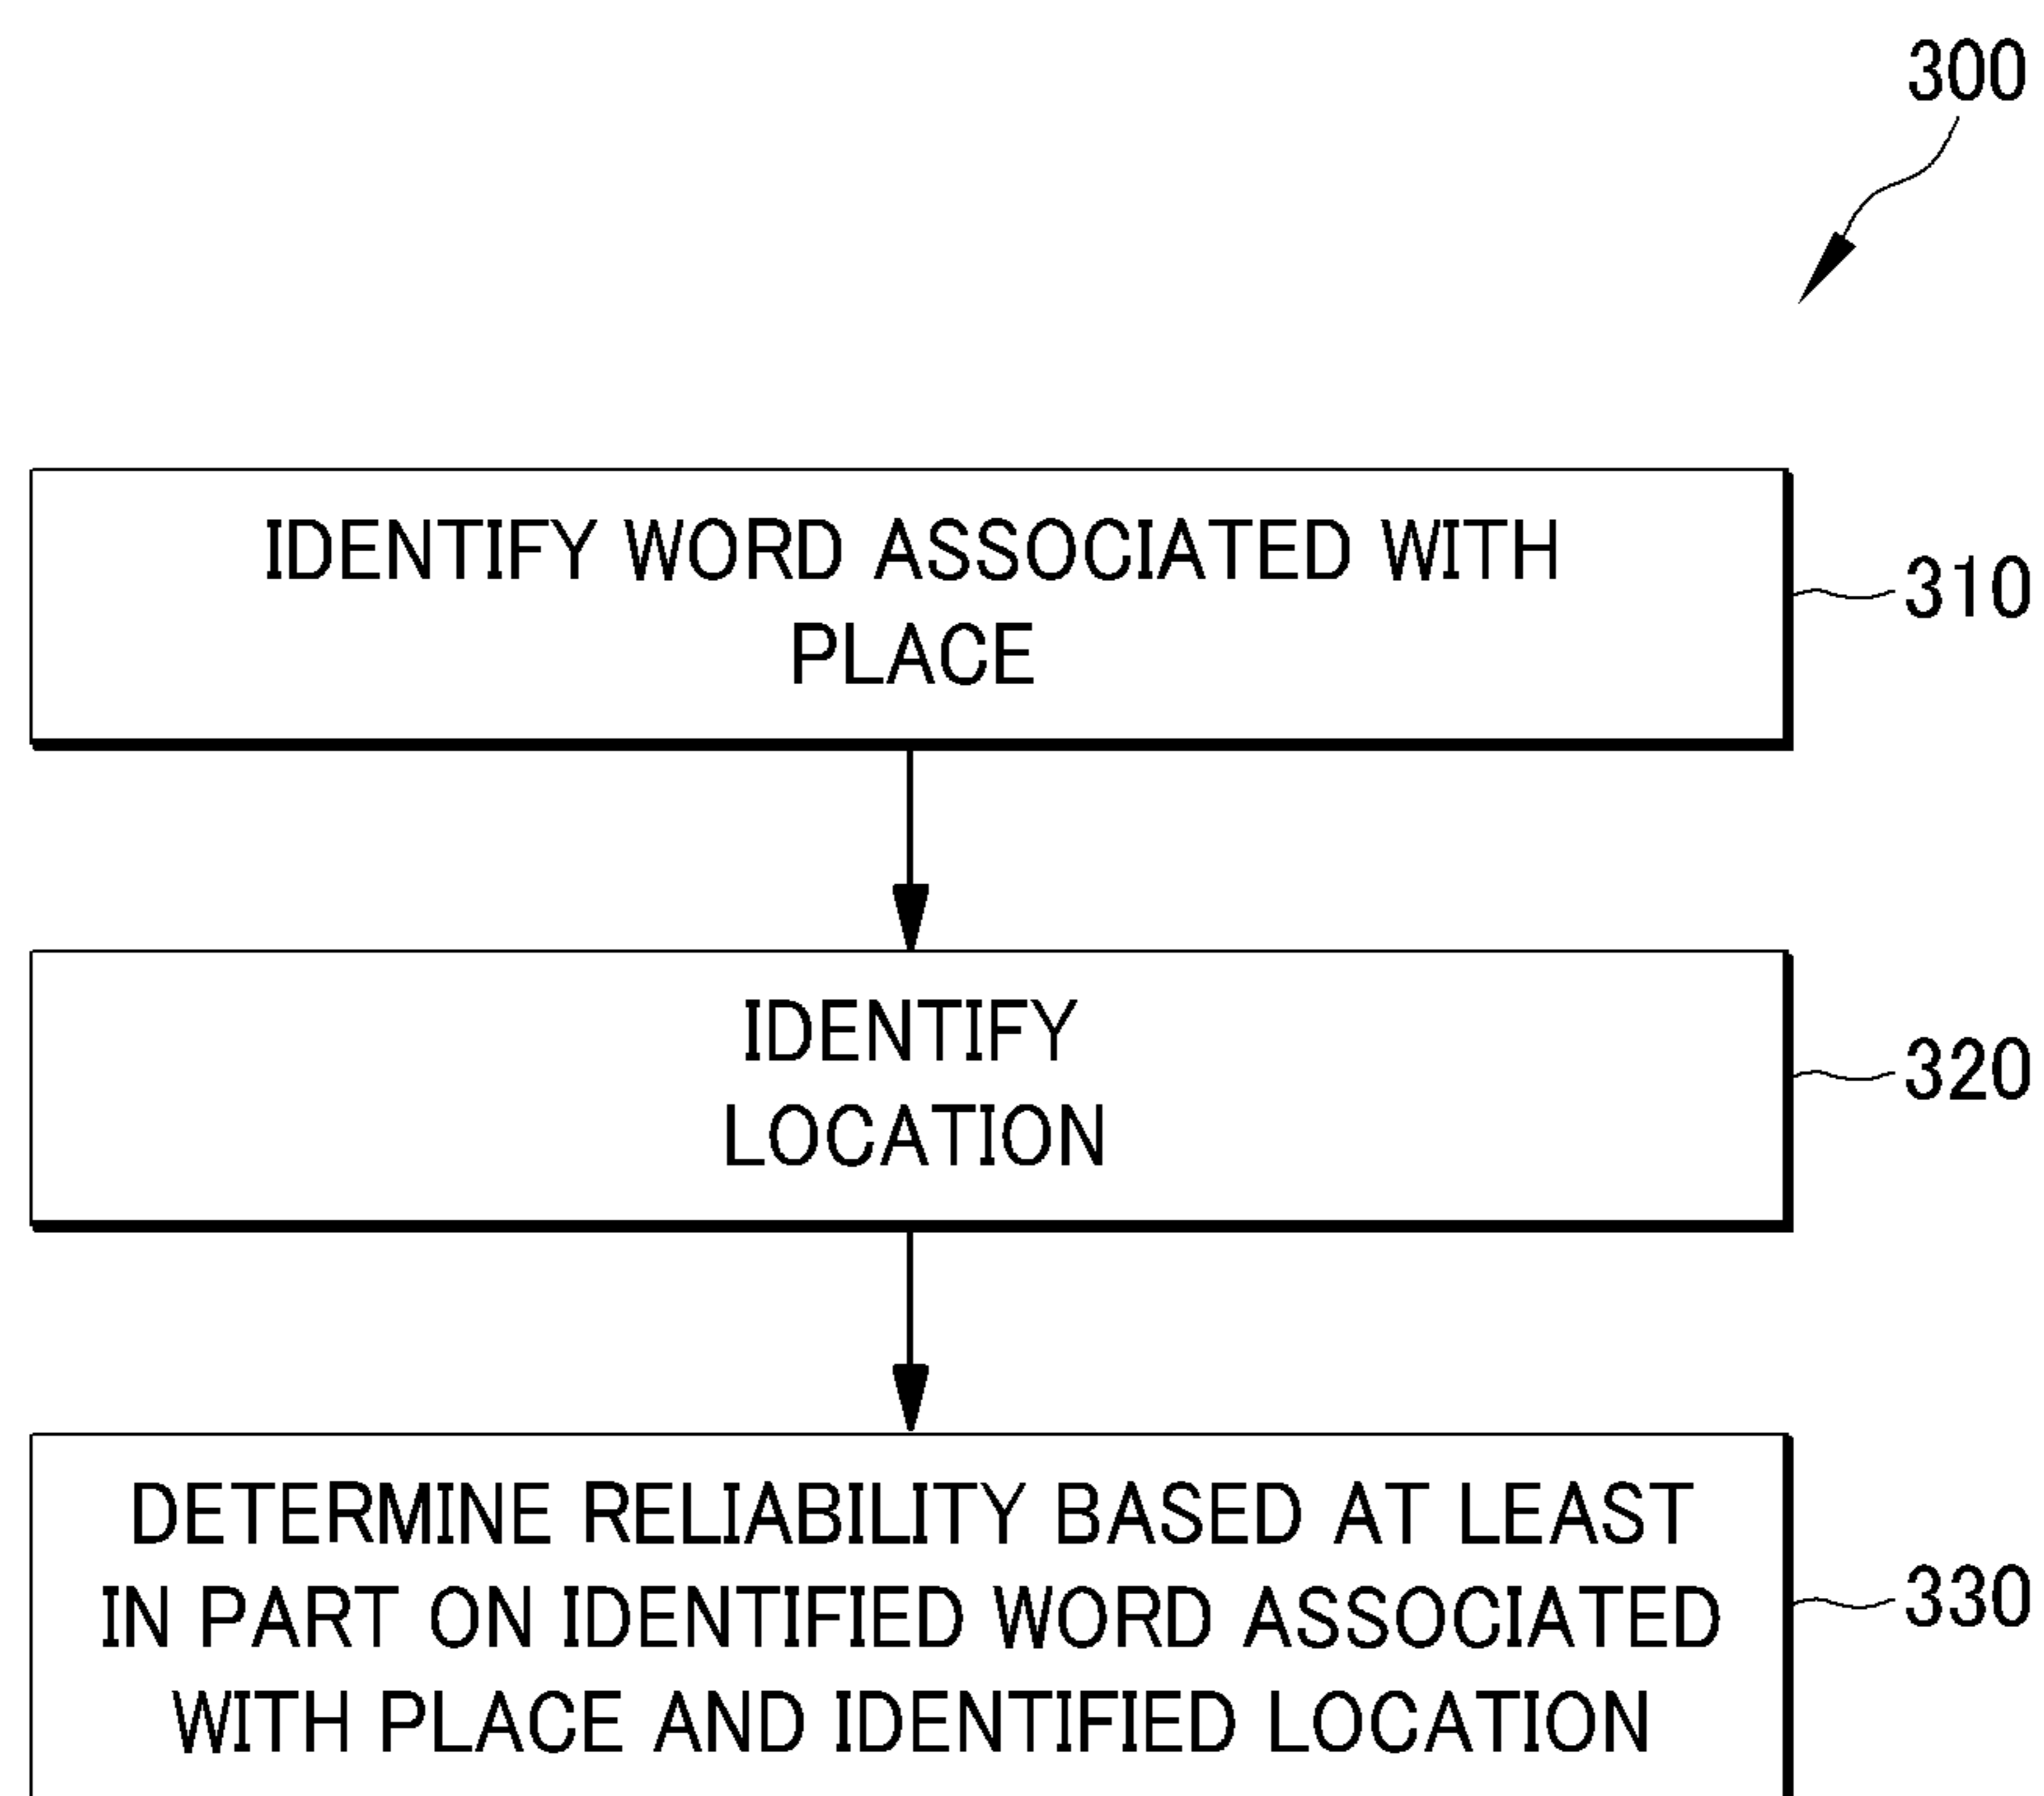 300
IDENTIFY WORD ASSOCIATED WITH
PLACE
310
IDENTIFY
LOCATION
320
DETERMINE RELIABILITY BASED AT LEAST
IN PART ON IDENTIFIED WORD ASSOCIATED
WITH PLACE AND IDENTIFIED LOCATION
330